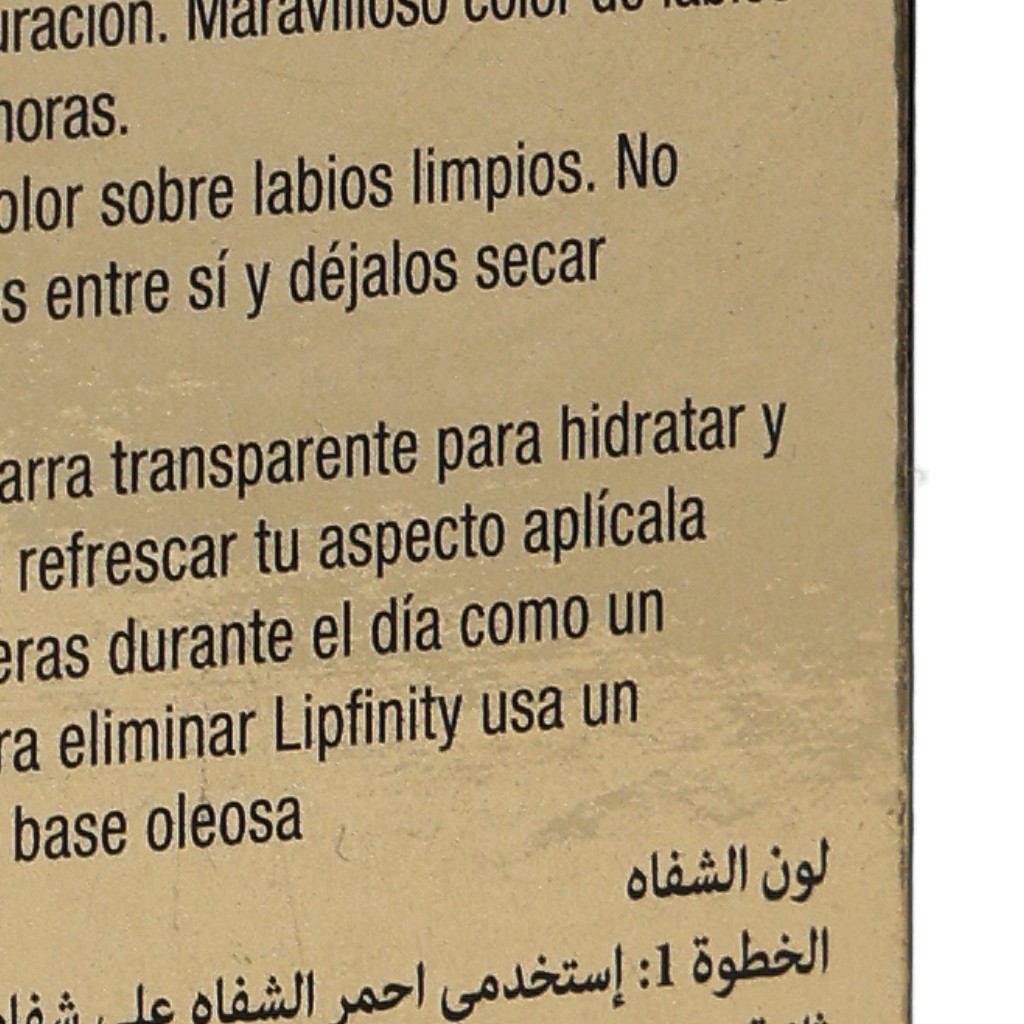 uración. Maravilloso color de labios
horas.
olor sobre labios limpios. No
s entre sí y déjalos secar
arra transparente para hidratar y
refrescar tu aspecto aplícala
eras durante el día como un
ra eliminar Lipfinity usa un
base oleosa
لون الشفاه
الخطوة 1: إستخدمى احمر الشفاه على